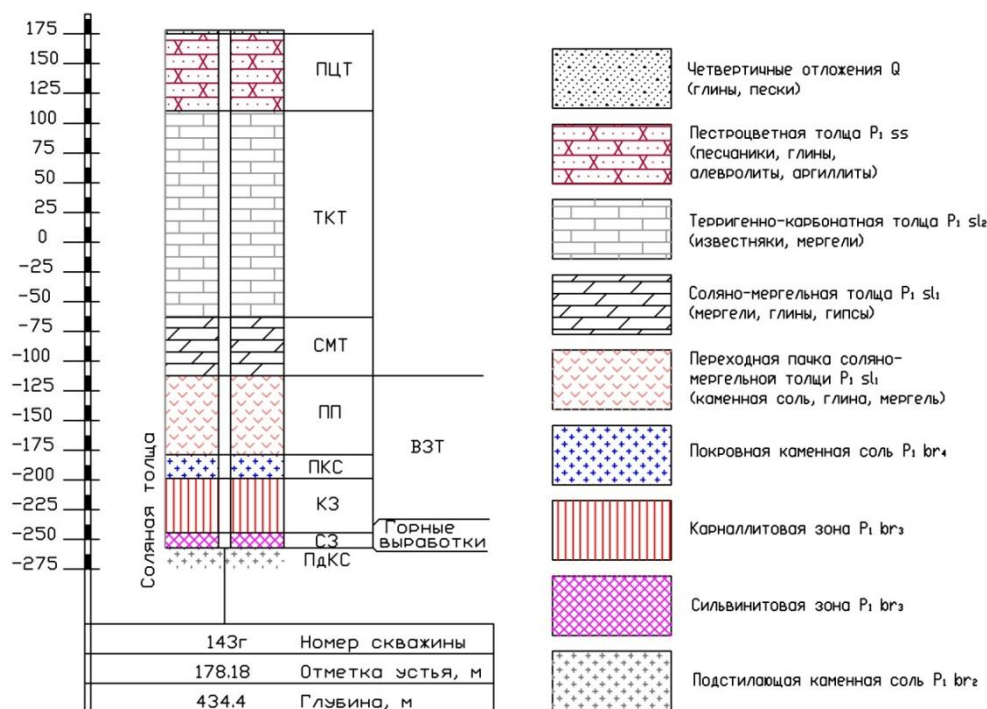 175
150
125
100
75
50
25
0
-25
-50
-75
-100
-125
-150
-175
-200
-225
-250
-275
ПЦТ
ТКТ
СМТ
ПП
ПКС
КЗ
СЗ
ПдКС
ВЗТ
Горные
выработки
Соляная толща
143г Номер скважины
178.18 Отметка устья, м
434.4 Глубина, м
Четвертичные отложения Q
(глины, пески)
Пестроцветная толща P₁ ss
(песчаники, глины,
алевролиты, аргиллиты)
Терригенно-карбонатная толща P₁ sl₂
(известняки, мергели)
Соляно-мергельная толща P₁ sl₁
(мергели, глины, гипсы)
Переходная пачка соляно-
мергельной толщи P₁ sl₁
(каменная соль, глина, мергель)
Покровная каменная соль P₁ br₄
Карналлитовая зона P₁ br₃
Сильвинитовая зона P₁ br₃
Подстилающая каменная соль P₁ br₂